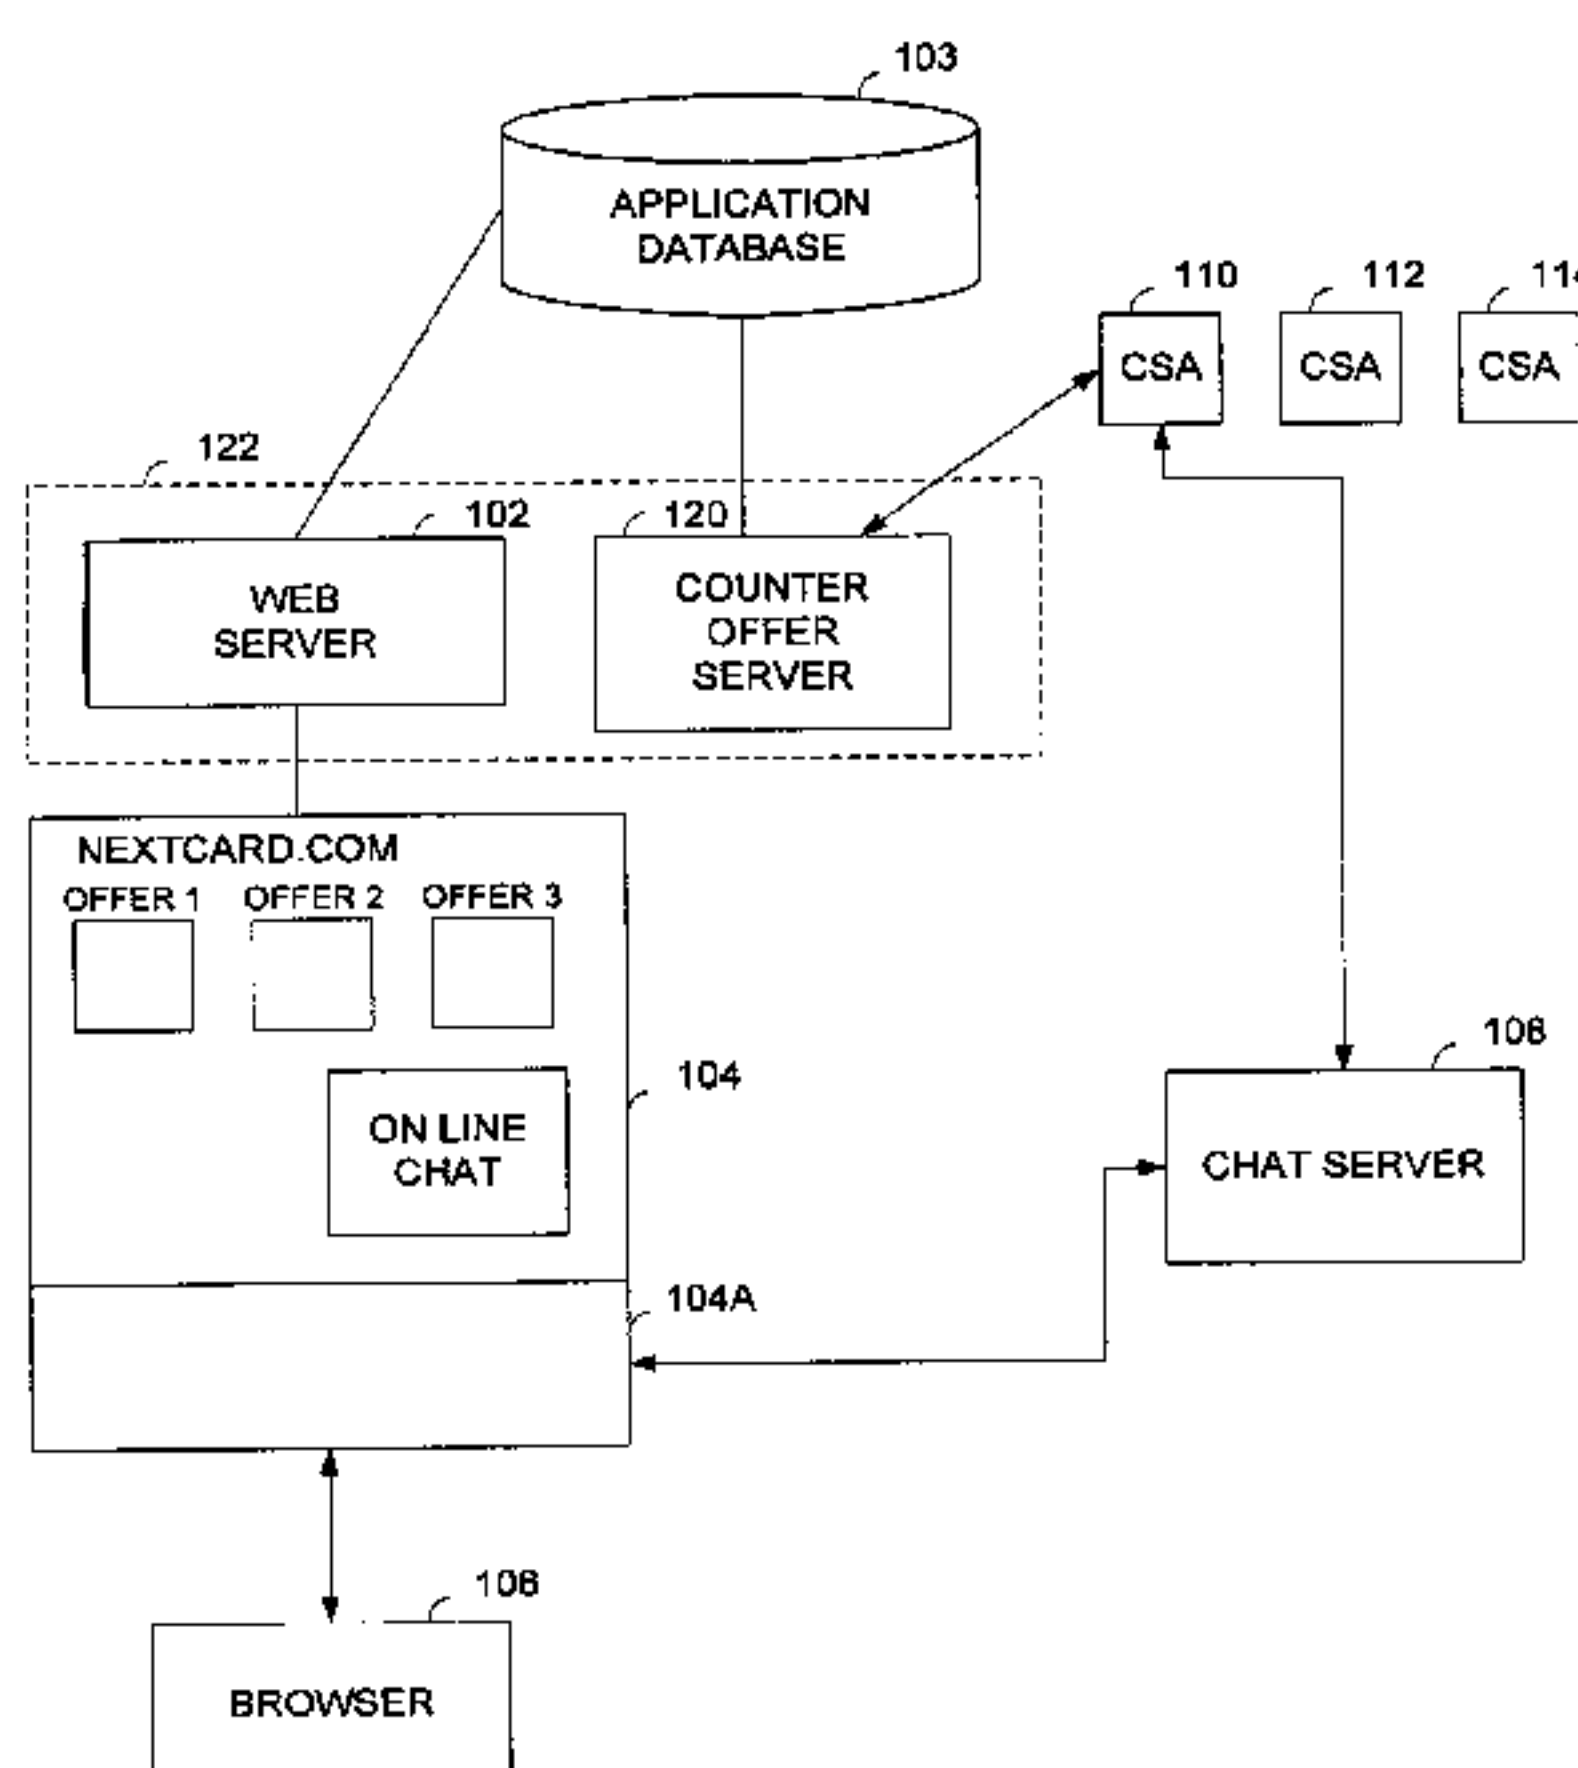 103
APPLICATION
DATABASE
110
112
CSA
CSA
CSA
122
102
120
WEB
SERVER
COUNTER
OFFER
SERVER
NEXTCARD.COM
OFFER 1
OFFER 2
OFFER 3
104
ON LINE
CHAT
108
CHAT SERVER
104A
106
BROWSER